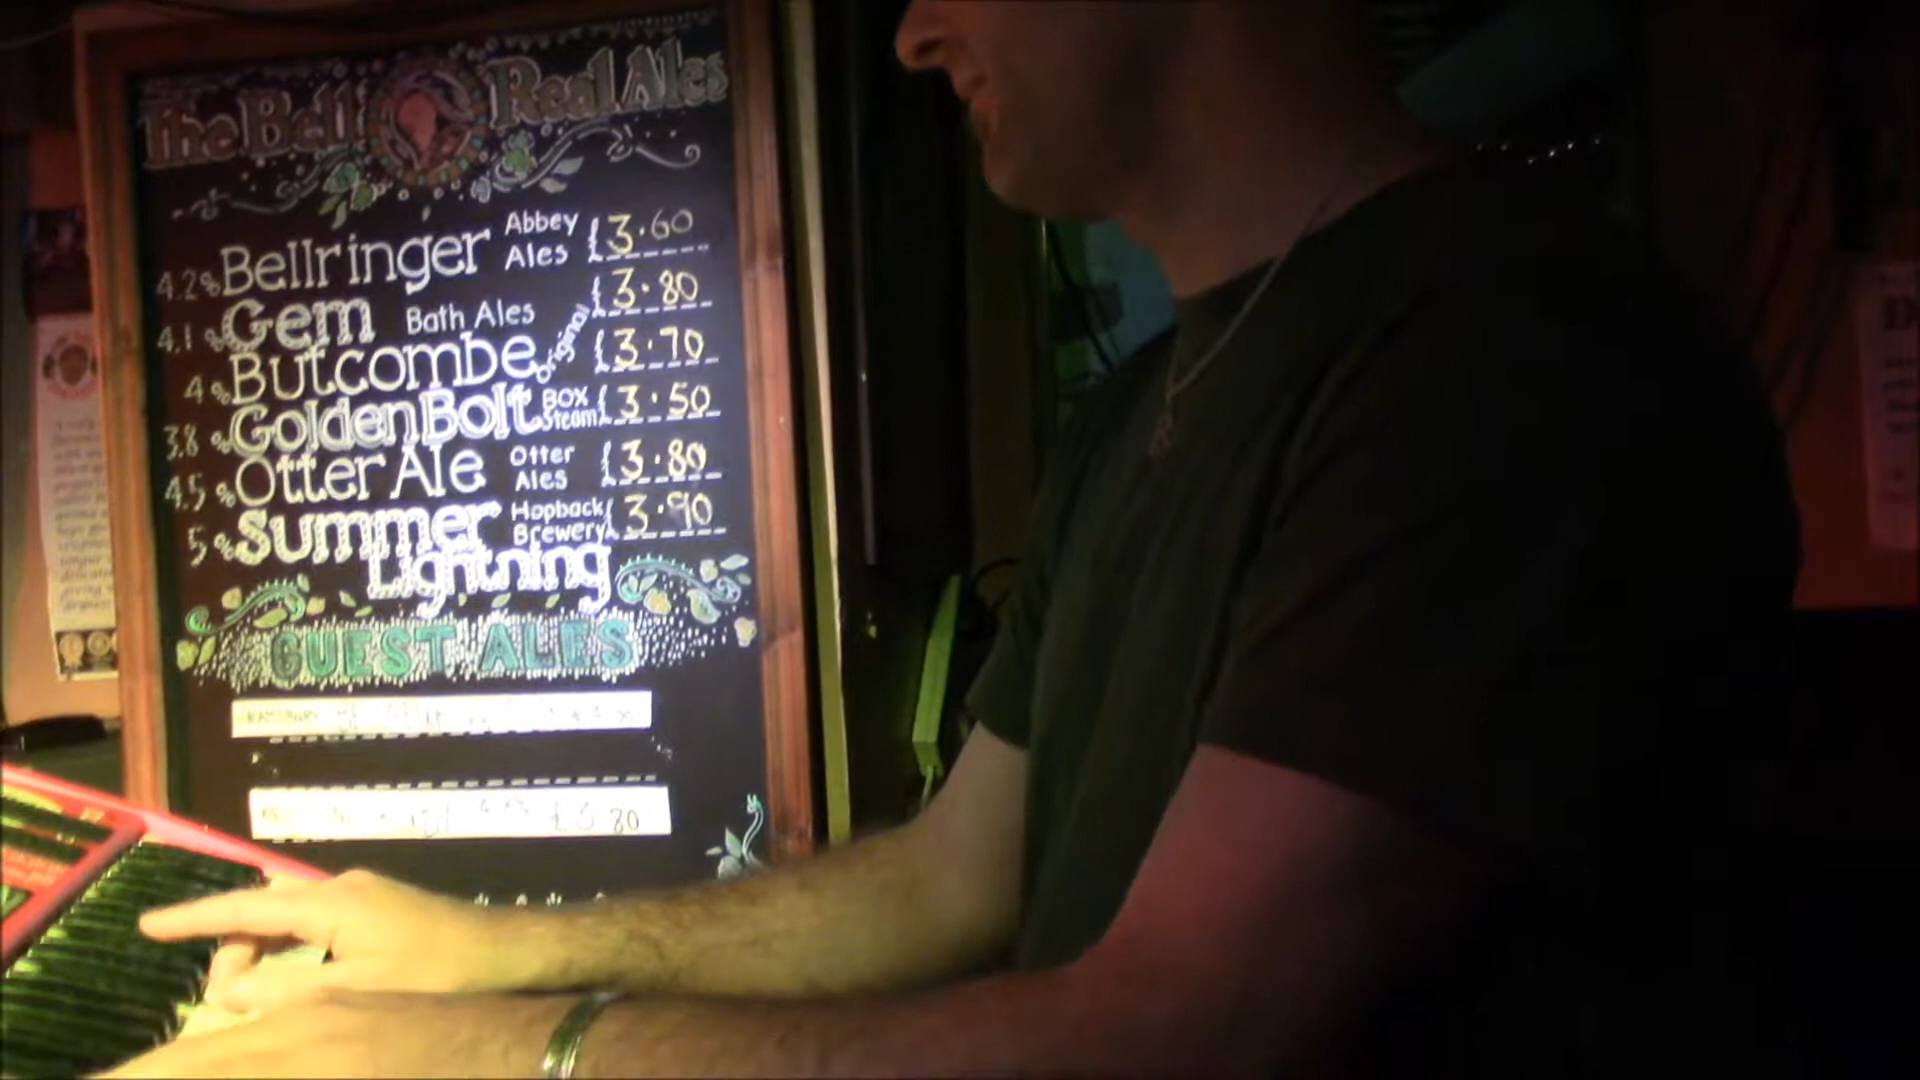 The Bell Real Ales
4.2% Bellringer Abbey Ales £3.60
4.1% Gem Bath Ales £3.80
4% Butcombe original £3.70
3.8% Golden Bolt Box Steam £3.50
4.5% Otter Ale Otter Ales £3.80
5% Summer Lightning Hopback Brewery £3.90
GUEST ALES
80